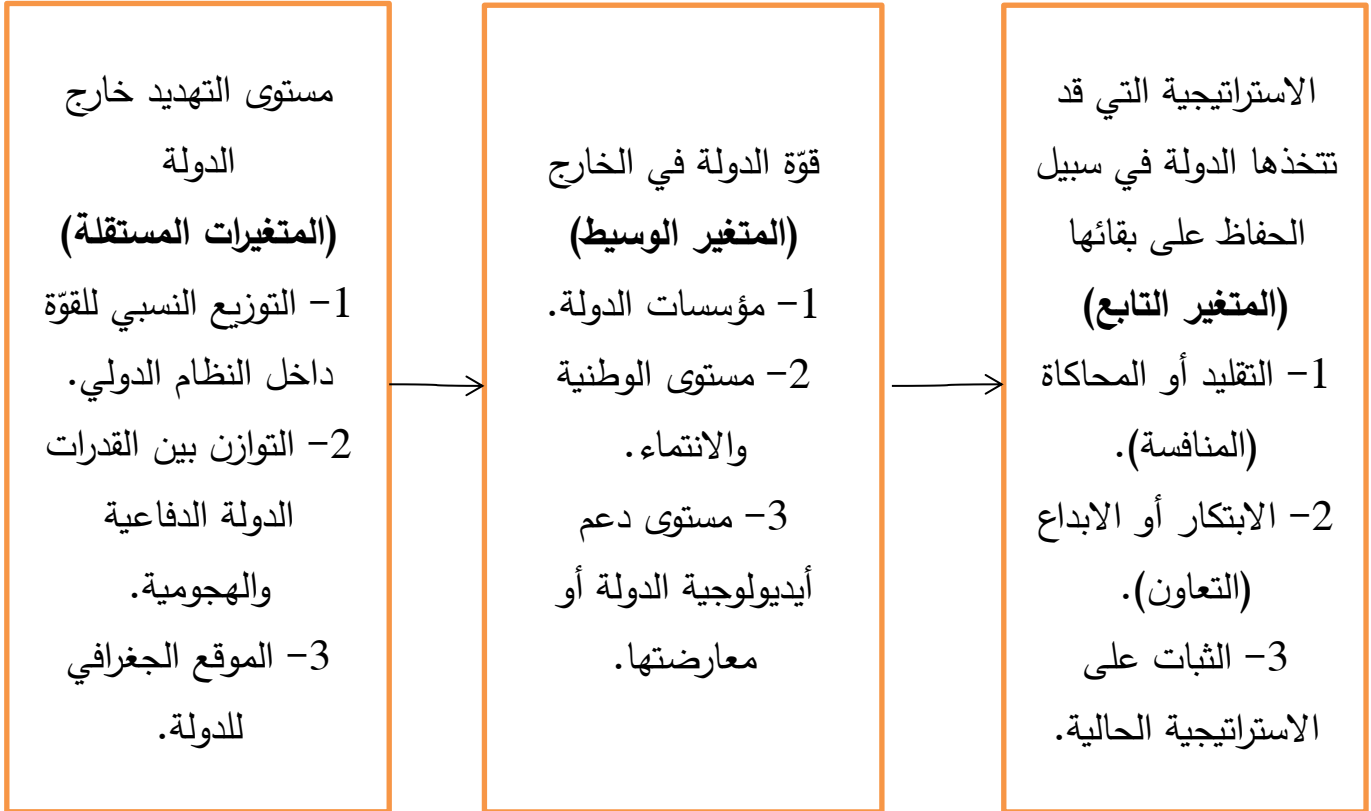 مستوى التهديد خارج
الدولة
(المتغيرات المستقلة)
1- التوزيع النسبي للقوّة
داخل النظام الدولي.
2- التوازن بين القدرات
الدولة الدفاعية
والهجومية.
3- الموقع الجغرافي
للدولة.
قوّة الدولة في الخارج
(المتغير الوسيط)
1- مؤسسات الدولة.
2- مستوى الوطنية
والانتماء.
3- مستوى دعم
أيديولوجية الدولة أو
معارضتها.
الاستراتيجية التي قد
تتخذها الدولة في سبيل
الحفاظ على بقائها
(المتغير التابع)
1- التقليد أو المحاكاة
(المنافسة).
2- الابتكار أو الابداع
(التعاون).
3- الثبات على
الاستراتيجية الحالية.